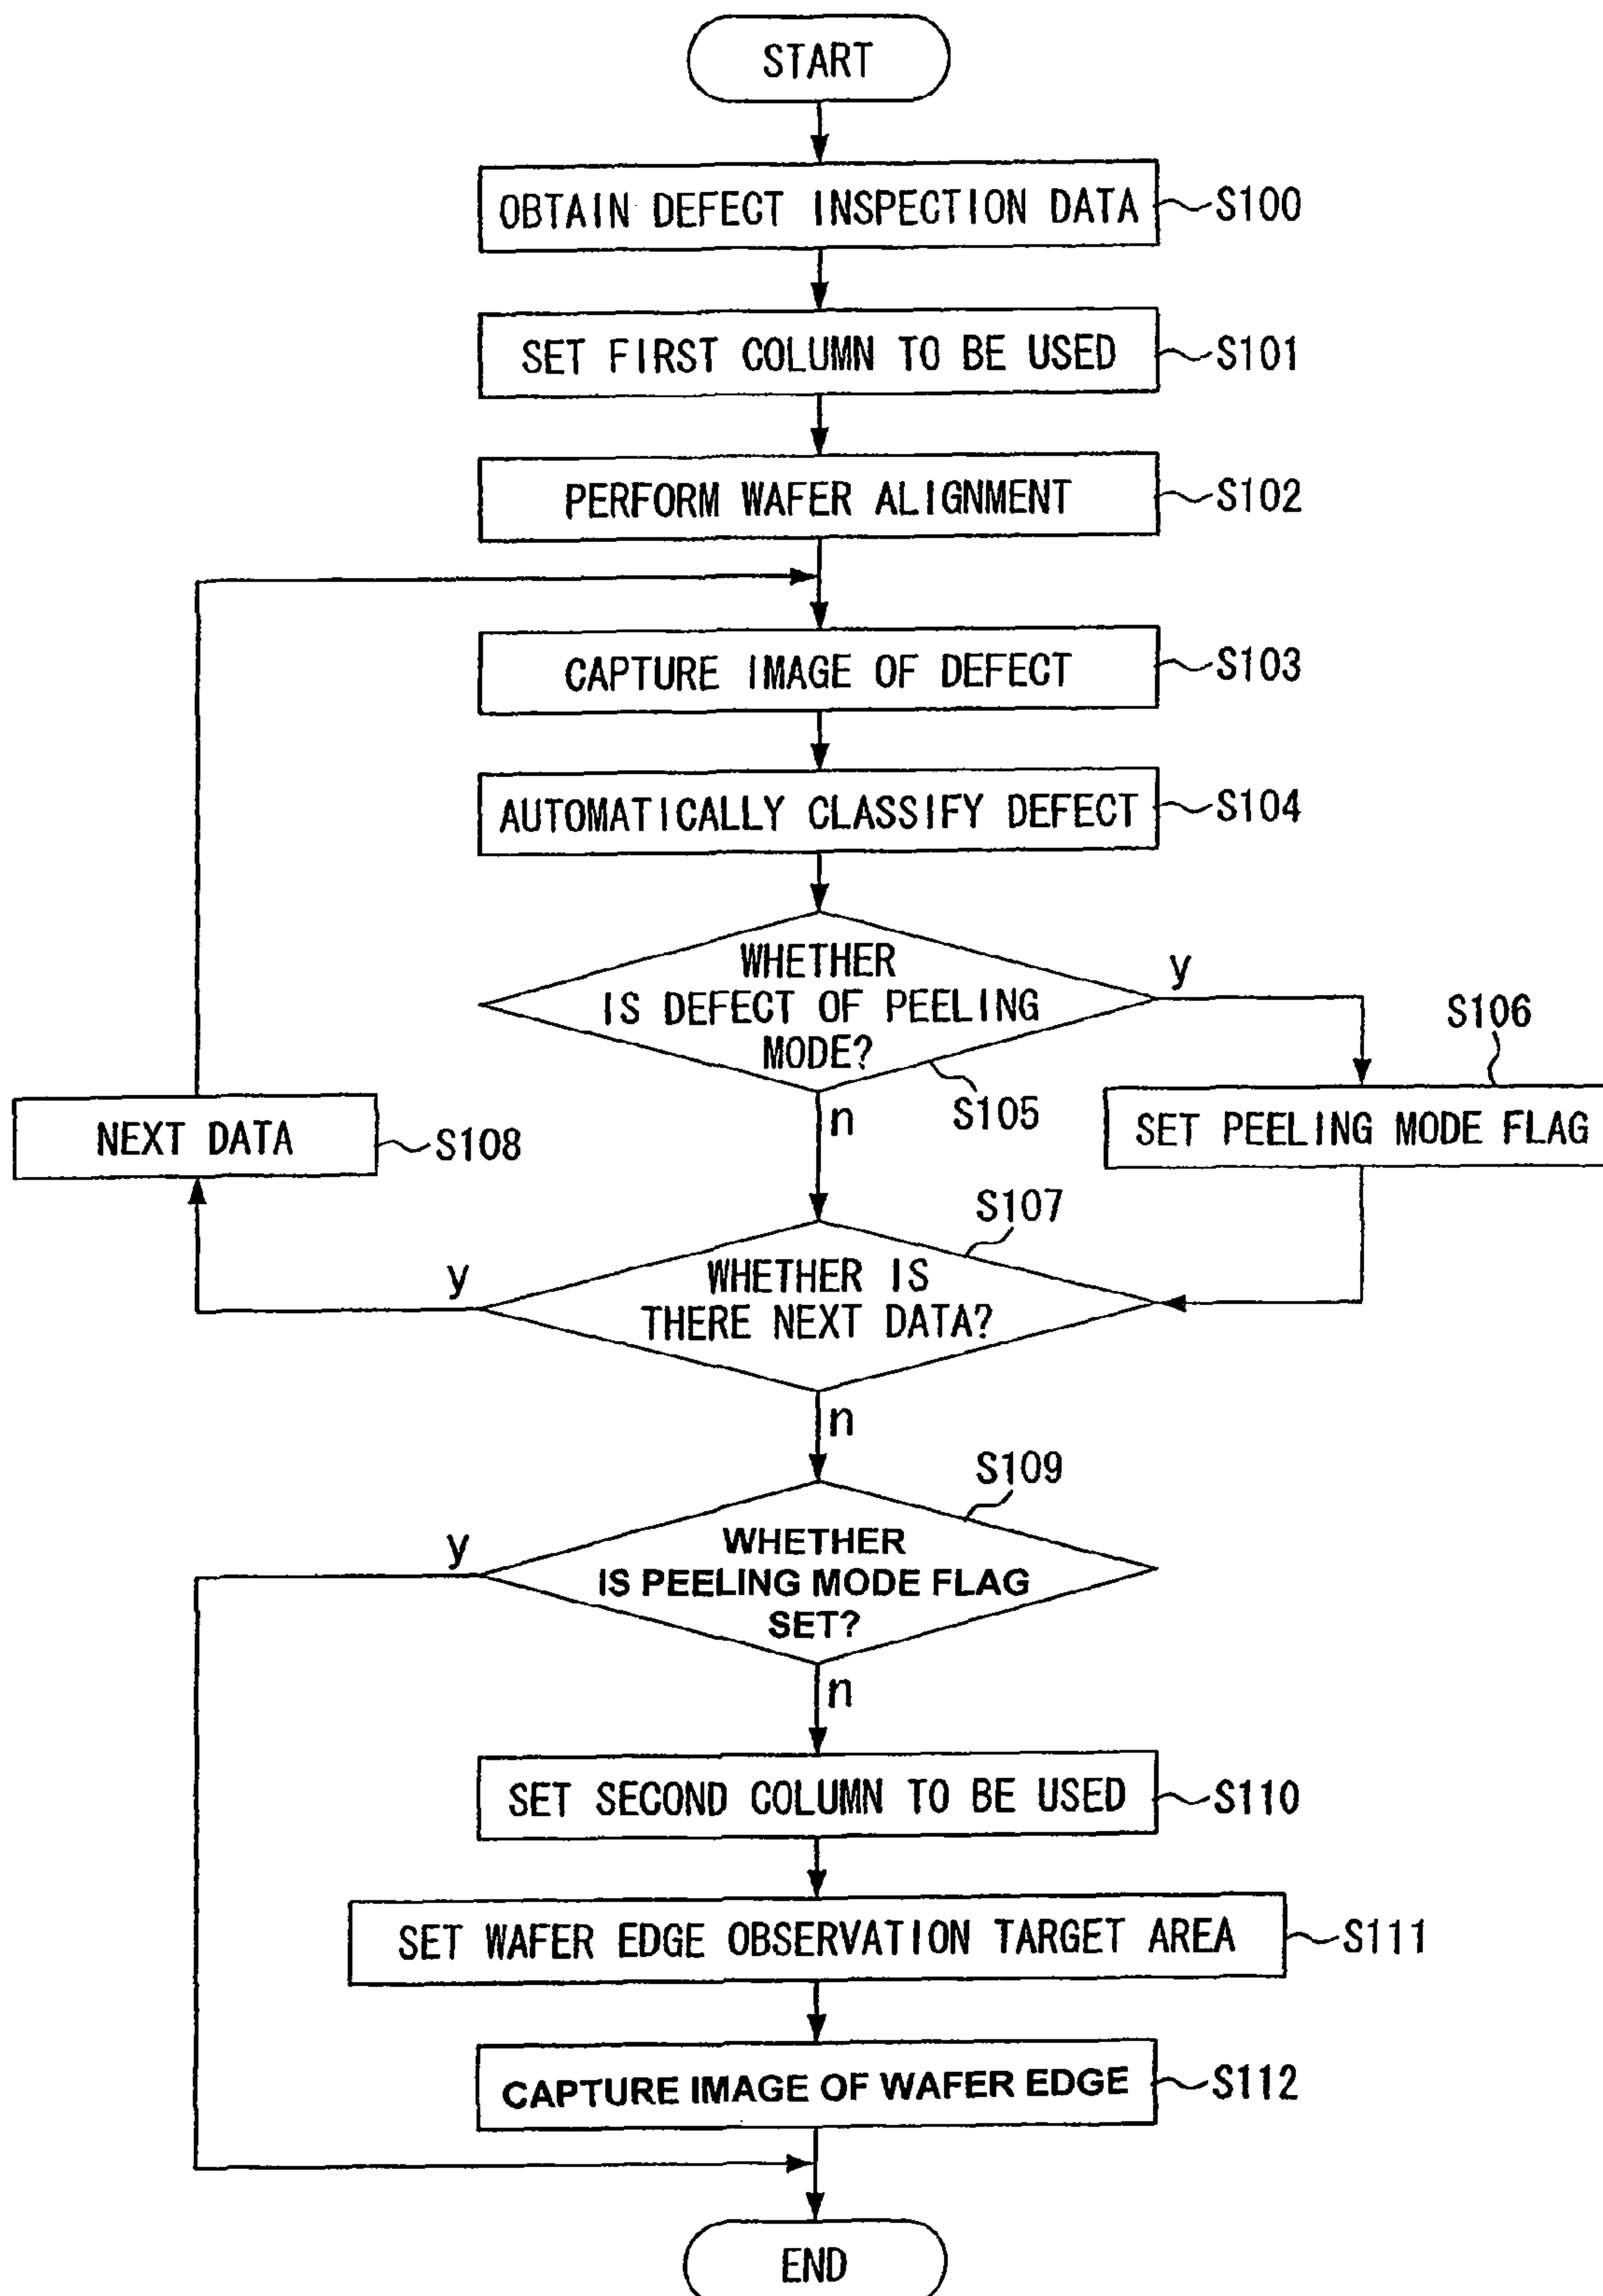 START
OBTAIN DEFECT INSPECTION DATA
S100
SET FIRST COLUMN TO BE USED
S101
PERFORM WAFER ALIGNMENT
S102
CAPTURE IMAGE OF DEFECT
S103
AUTOMATICALLY CLASSIFY DEFECT
S104
WHETHER
IS DEFECT OF PEELING
MODE?
S105
y
n
S106
SET PEELING MODE FLAG
NEXT DATA
S108
S107
WHETHER IS
THERE NEXT DATA?
y
n
S109
WHETHER
IS PEELING MODE FLAG
SET?
y
n
SET SECOND COLUMN TO BE USED
S110
SET WAFER EDGE OBSERVATION TARGET AREA
S111
CAPTURE IMAGE OF WAFER EDGE
S112
END